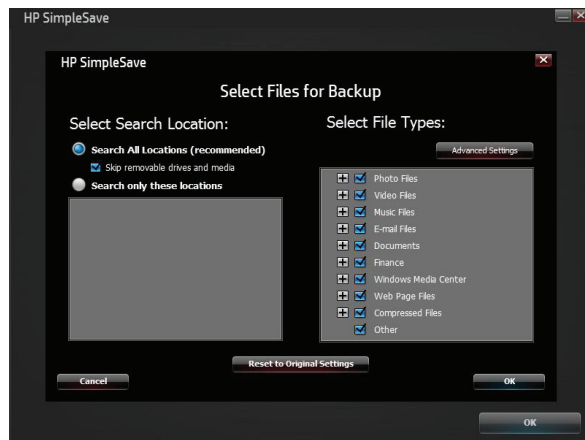 HP SimpleSave
HP SimpleSave
Select Files for Backup
Select Search Location:
Search All Locations (recommended)
Skip removable drives and media
Search only these locations
Select File Types:
Advanced Settings
Photo Files
Video Files
Music Files
E-mail Files
Documents
Finance
Windows Media Center
Web Page Files
Compressed Files
Other
Reset to Original Settings
Cancel
OK
OK